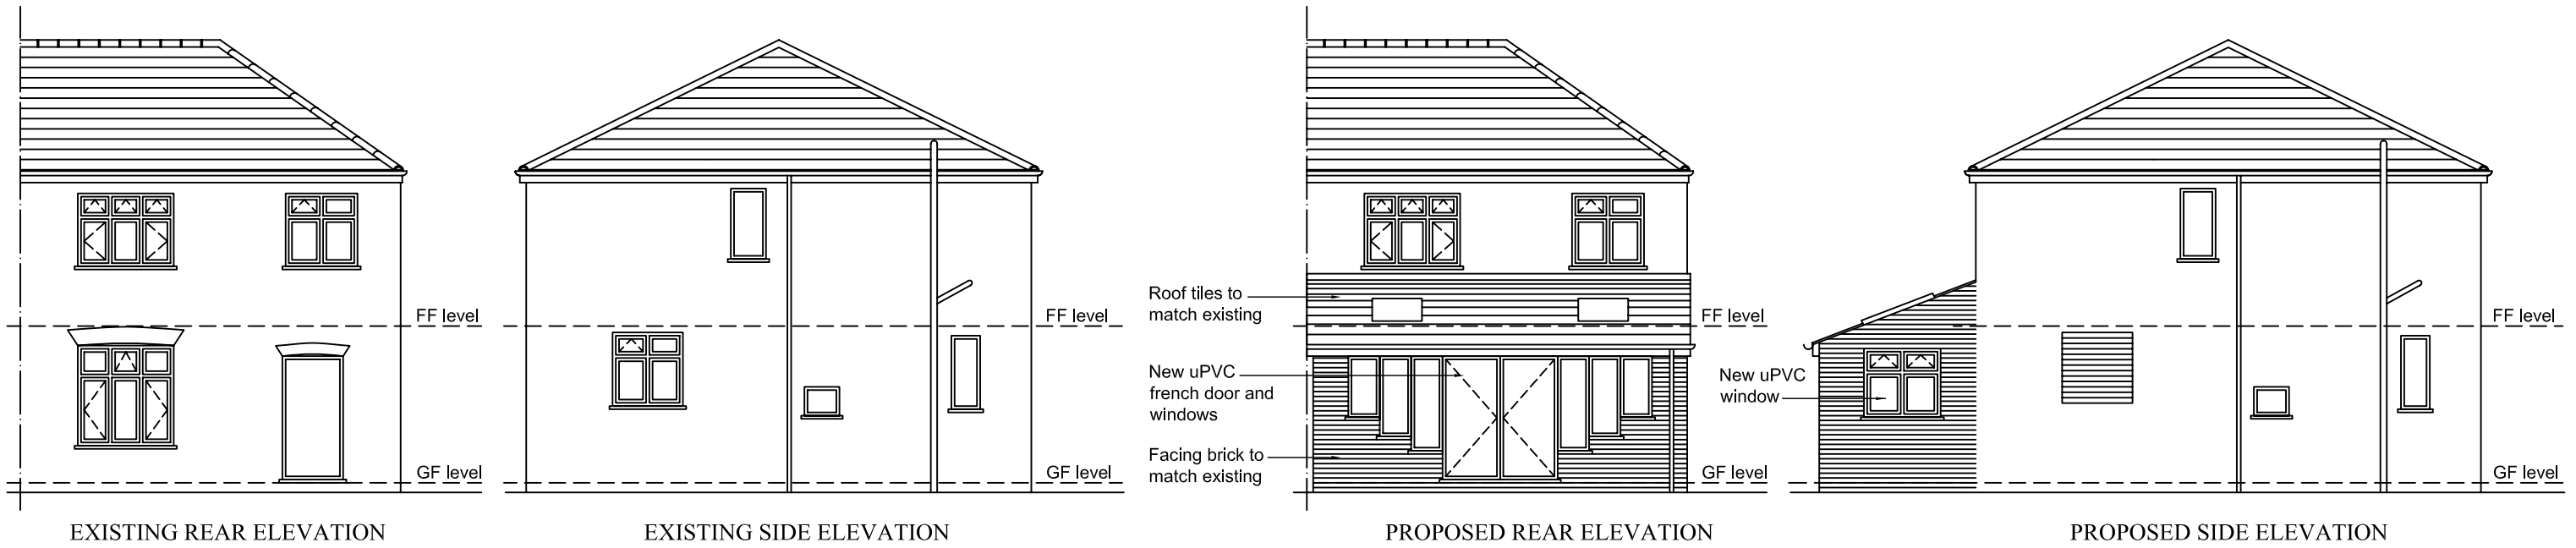 FF level
GF level
EXISTING REAR ELEVATION
FF level
GF level
EXISTING SIDE ELEVATION
Roof tiles to
match existing
New uPVC
french door and
windows
Facing brick to
match existing
FF level
GF level
PROPOSED REAR ELEVATION
New uPVC
window
FF level
GF level
PROPOSED SIDE ELEVATION